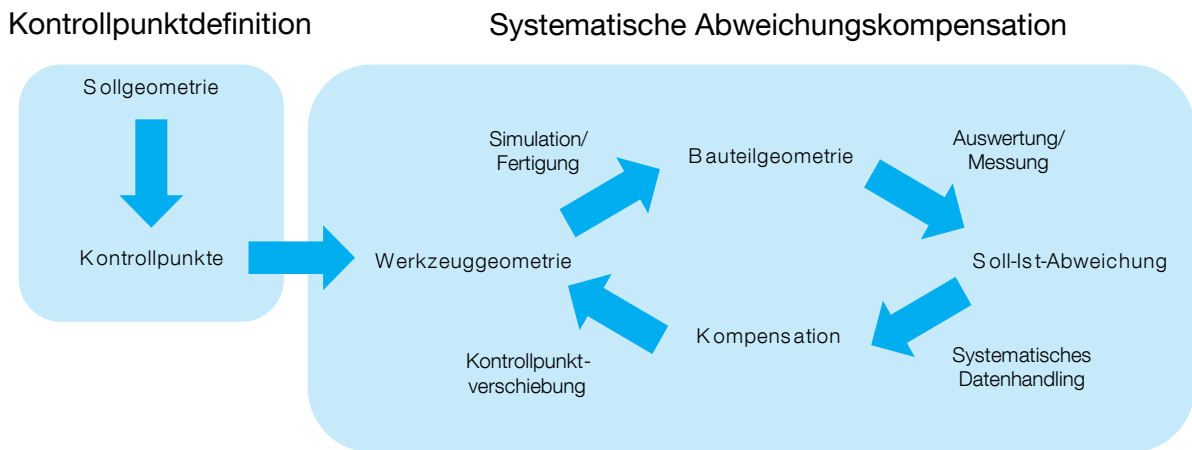 Kontrollpunktdefinition
Systematische Abweichungskompensation
Sollgeometrie
Kontrollpunkte
Simulation/
Fertigung
Bauteilgeometrie
Auswertung/
Messung
Werkzeuggeometrie
Soll-Ist-Abweichung
Kontrollpunkt-
verschiebung
Kompensation
Systematisches
Datenhandling